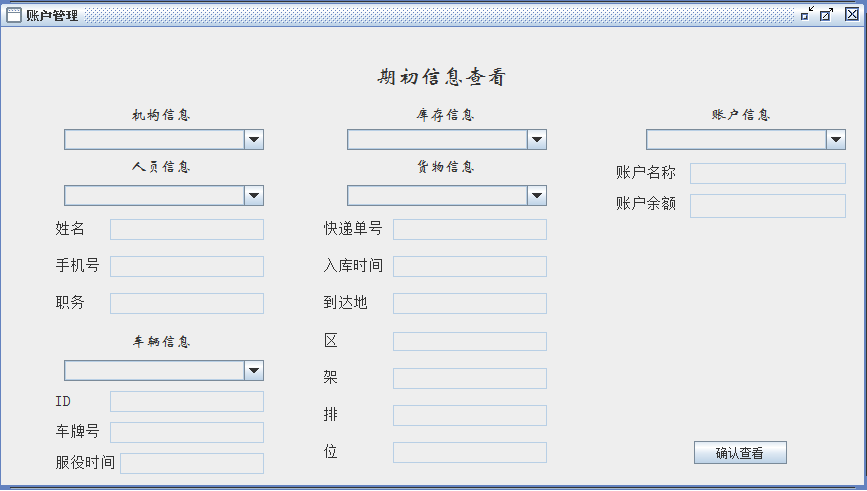 账户管理
期初信息查看
机构信息
人员信息
姓名
手机号
职务
车辆信息
ID
车牌号
服役时间
库存信息
货物信息
快递单号
入库时间
到达地
区
架
排
位
账户信息
账户名称
账户余额
确认查看